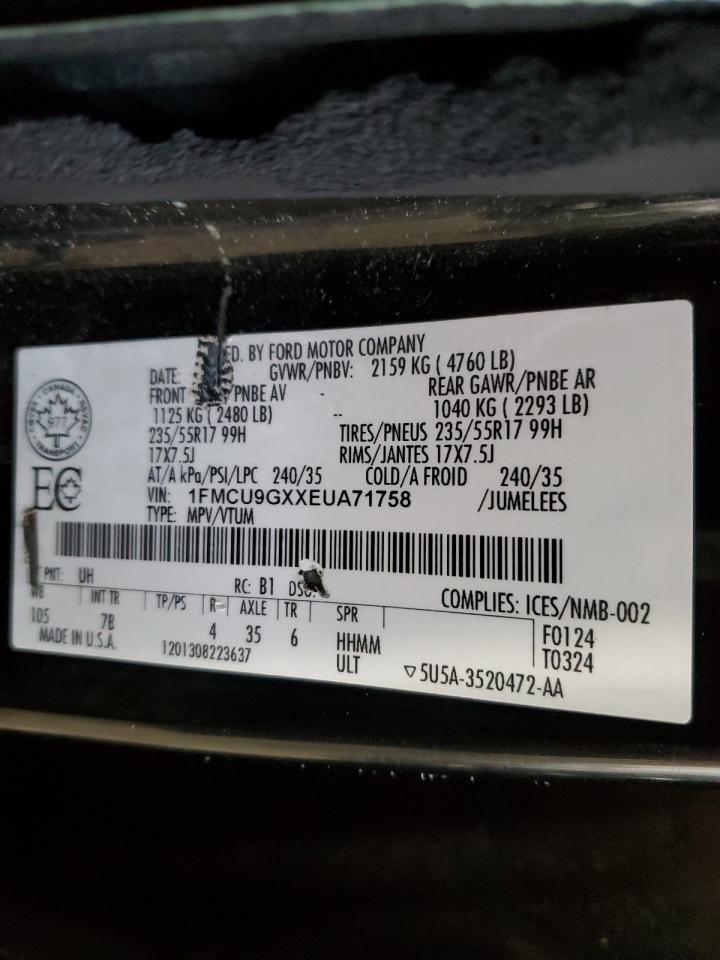 ED. BY FORD MOTOR COMPANY
DATE: GVWR/PNBV: 2159 KG ( 4760 LB)
FRONT PNBE AV REAR GAWR/PNBE AR
1125 KG ( 2480 LB) -- 1040 KG ( 2293 LB)
235/55R17 99H TIRES/PNEUS 235/55R17 99H
17X7.5J RIMS/JANTES 17X7.5J
AT/A kPa/PSI/LPC 240/35 COLD/A FROID 240/35
VIN: 1FMCU9GXXEUA71758 /JUMELEES
TYPE: MPV/VTUM
CANADA
TRANSPORT
977
EC
PNT: UH RC: B1 COMPLIES: ICES/NMB-002
WB INT TR TP/PS R AXLE TR SPR F0124
105 7B 4 35 6 HHMM T0324
MADE IN U.S.A. 1201308223637 ULT ▽5U5A-3520472-AA